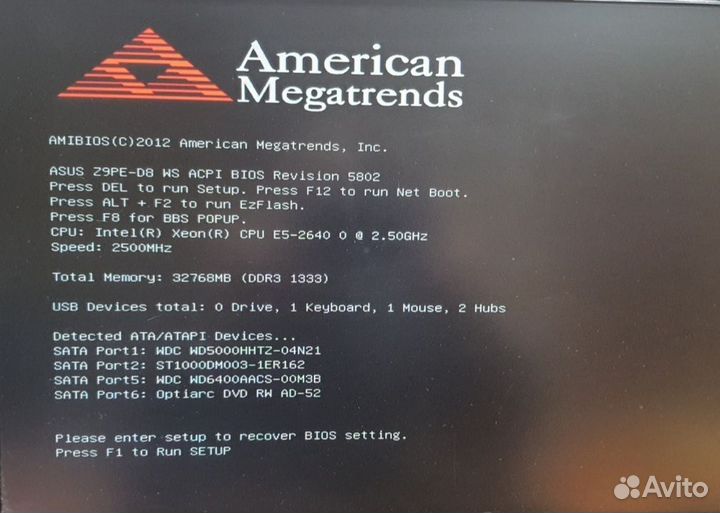 American
Megatrends
AMIBIOS(C)2012 American Megatrends, Inc.
ASUS Z9PE-D8 WS ACPI BIOS Revision 5802
Press DEL to run Setup. Press F12 to run Net Boot.
Press ALT + F2 to run EzFlash.
Press F8 for BBS POPUP.
CPU: Intel(R) Xeon(R) CPU E5-2640 0 @ 2.50GHz
Speed: 2500MHz
Total Memory: 32768MB (DDR3 1333)
USB Devices total: 0 Drive, 1 Keyboard, 1 Mouse, 2 Hubs
Detected ATA/ATAPI Devices...
SATA Port1: WDC WD5000HHTZ-04N21
SATA Port2: ST1000DM003-1ER162
SATA Port5: WDC WD6400AACS-00M3B
SATA Port6: Optiarc DVD RW AD-52
Please enter setup to recover BIOS setting.
Press F1 to Run SETUP
Avito